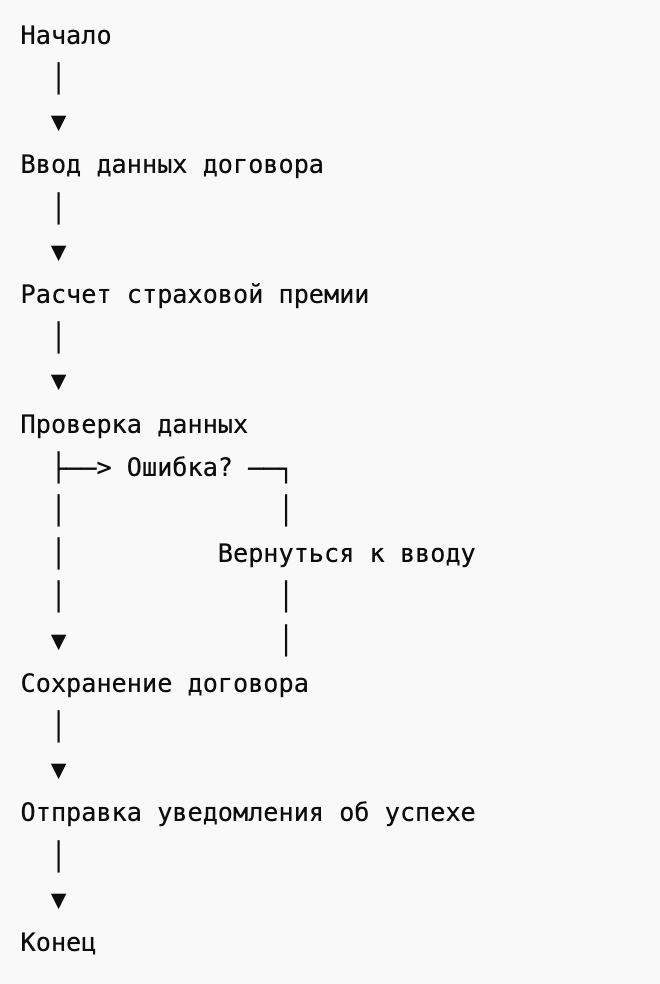 Начало
Ввод данных договора
Расчет страховой премии
Проверка данных
Ошибка?
Вернуться к вводу
Сохранение договора
Отправка уведомления об успехе
Конец